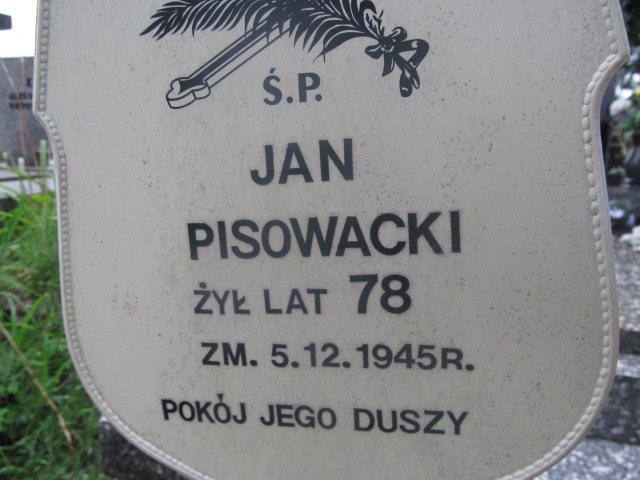 Ś.P.
JAN
PISOWACKI
ŻYŁ LAT 78
ZM. 5.12.1945R.
POKÓJ JEGO DUSZY